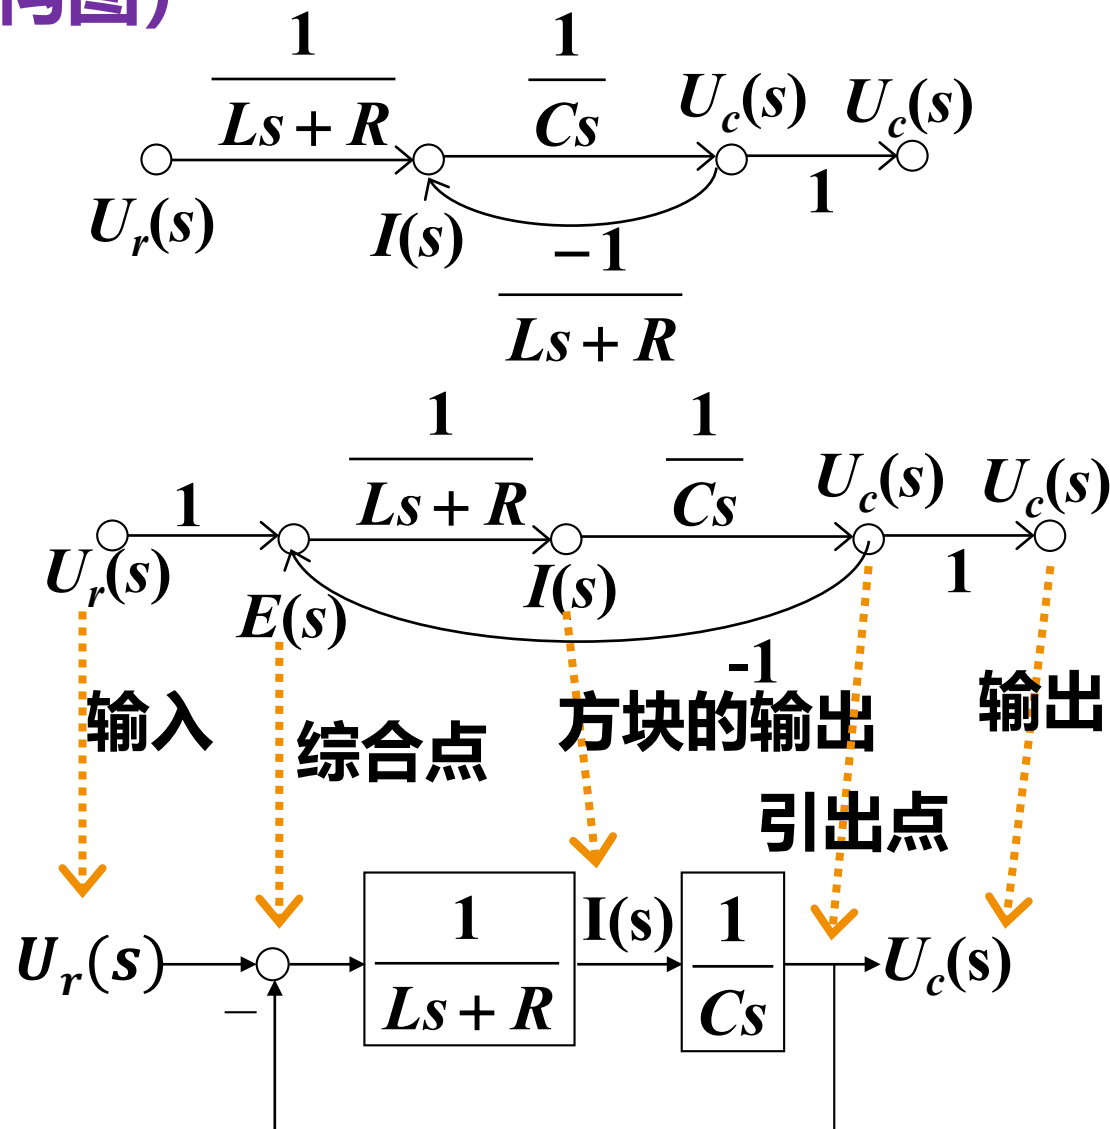 构图）
1/(Ls + R)
1/(Cs)
U_c(s) U_c(s)
1
U_r(s)
I(s)
-1/(Ls + R)
1
1/(Ls + R)
1/(Cs)
U_c(s) U_c(s)
1
U_r(s)
E(s)
I(s)
-1
输入
综合点
方块的输出
输出
引出点
U_r(s)
−
1/(Ls + R)
I(s)
1/(Cs)
U_c(s)